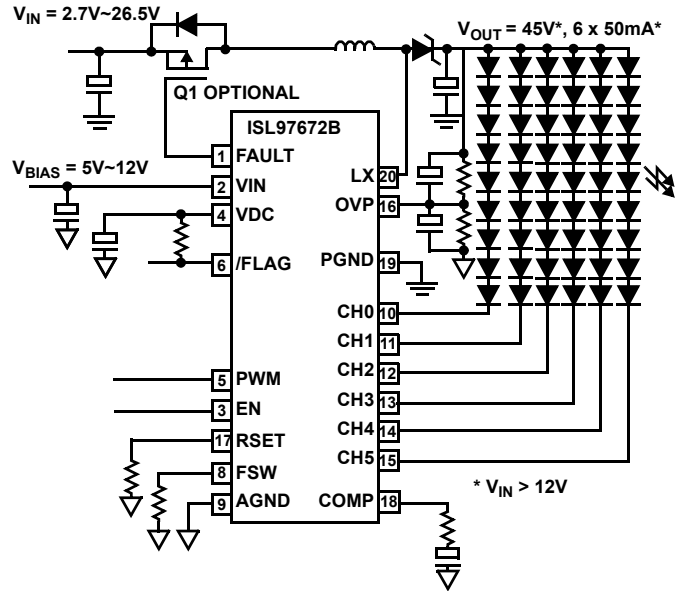 VIN = 2.7V~26.5V
VOUT = 45V*, 6 x 50mA*
Q1 OPTIONAL
ISL97672B
VBIAS = 5V~12V
1 FAULT
2 VIN
4 VDC
6 /FLAG
5 PWM
3 EN
17 RSET
8 FSW
9 AGND
LX 20
OVP 16
PGND 19
CH0 10
CH1 11
CH2 12
CH3 13
CH4 14
CH5 15
COMP 18
* VIN > 12V